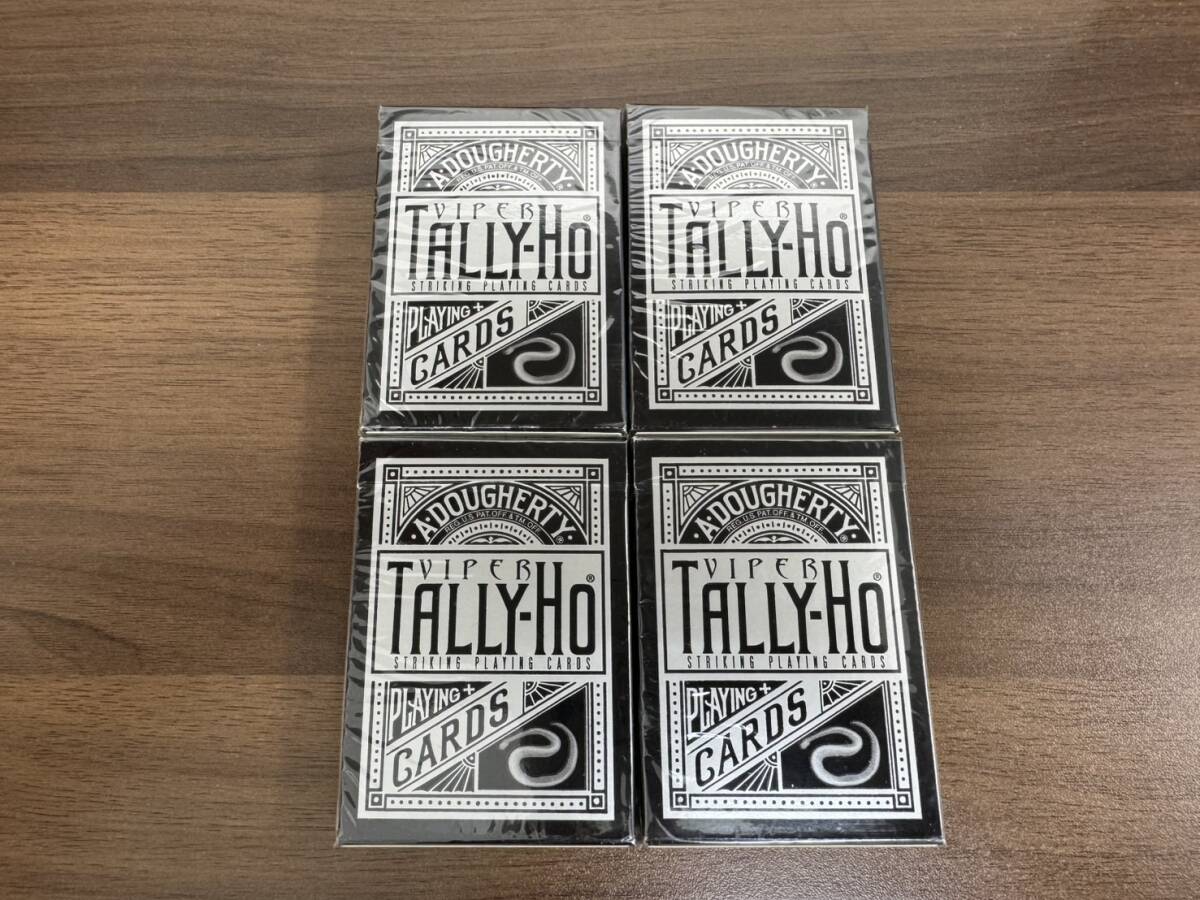 A·DOUGHERTY
REG. U.S. PAT. OFF. & T.M. OFF.
VIPER
TALLY-HO®
STRIKING PLAYING CARDS
PLAYING +
CARDS
A·DOUGHERTY
REG. U.S. PAT. OFF. & T.M. OFF.
VIPER
TALLY-HO®
STRIKING PLAYING CARDS
PLAYING +
CARDS
A·DOUGHERTY®
REG. U.S. PAT. OFF. & T.M. OFF.
VIPER
TALLY-HO®
STRIKING PLAYING CARDS
PLAYING +
CARDS
A·DOUGHERTY®
REG. U.S. PAT. OFF. & T.M. OFF.
VIPER
TALLY-HO®
STRIKING PLAYING CARDS
PLAYING +
CARDS